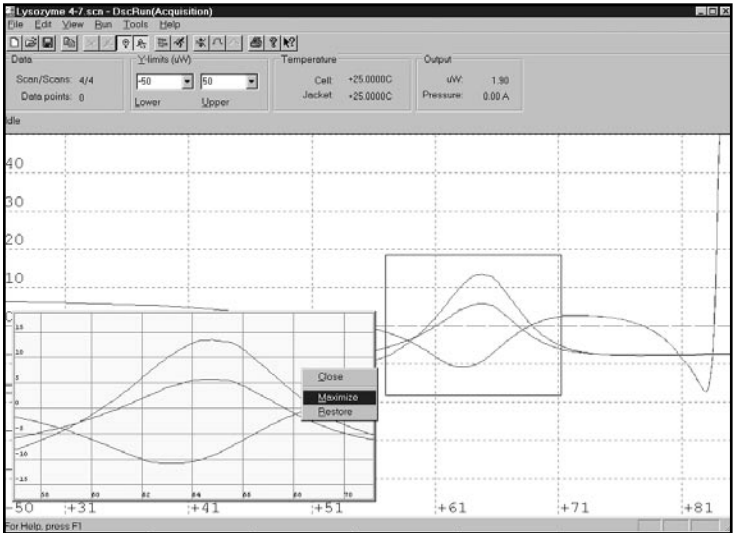 Lysozyme 4-7.scn - DscRun(Acquisition)
File Edit View Run Tools Help
Data Y-limits (uW) Temperature Output
Scan/Scans: 4/4 -50 50 Cell: +25.0000C uW: 1.90
Data points: 0 Lower Upper Jacket: +25.0000C Pressure: 0.00 A
Idle
40
30
20
10
0
15
10
5
0
-5
-10
-15
58 60 62 64 66 68 70
Close
Maximize
Restore
-50 +31 +41 +51 +61 +71 +81
For Help, press F1